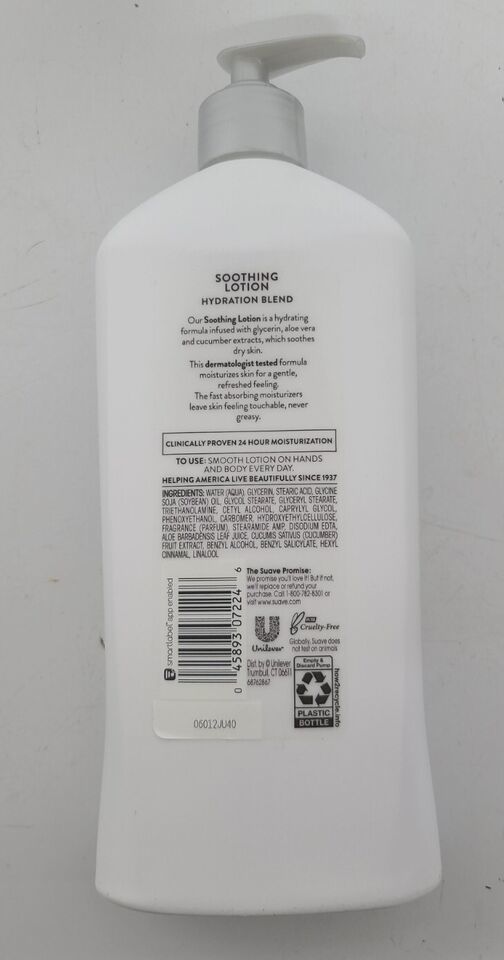 SOOTHING
LOTION
HYDRATION BLEND
Our Soothing Lotion is a hydrating
formula infused with glycerin, aloe vera
and cucumber extracts, which soothes
dry skin.
This dermatologist tested formula
moisturizes skin for a gentle,
refreshed feeling.
The fast absorbing moisturizers
leave skin feeling touchable, never
greasy.
CLINICALLY PROVEN 24 HOUR MOISTURIZATION
TO USE: SMOOTH LOTION ON HANDS
AND BODY EVERY DAY.
HELPING AMERICA LIVE BEAUTIFULLY SINCE 1937
INGREDIENTS: WATER (AQUA), GLYCERIN, STEARIC ACID, GLYCINE
SOJA (SOYBEAN) OIL, GLYCOL STEARATE, GLYCERYL STEARATE,
TRIETHANOLAMINE, CETYL ALCOHOL, CAPRYLYL GLYCOL,
PHENOXYETHANOL, CARBOMER, HYDROXYETHYLCELLULOSE,
FRAGRANCE (PARFUM), STEARAMIDE AMP, DISODIUM EDTA,
ALOE BARBADENSIS LEAF JUICE, CUCUMIS SATIVUS (CUCUMBER)
FRUIT EXTRACT, BENZYL ALCOHOL, BENZYL SALICYLATE, HEXYL
CINNAMAL, LINALOOL
smartlabel app enabled
0 45893 07224 6
The Suave Promise:
We promise you'll love it! But if not,
we'll replace or refund your
purchase. Call 1-800-782-8301 or
visit www.suave.com
Unilever
PETA
Cruelty-Free
Globally, Suave does
not test on animals
Dist. by © Unilever
Trumbull, CT 06611
68762867
Empty &
Discard Pump
PLASTIC
BOTTLE
how2recycle.info
06012JU40